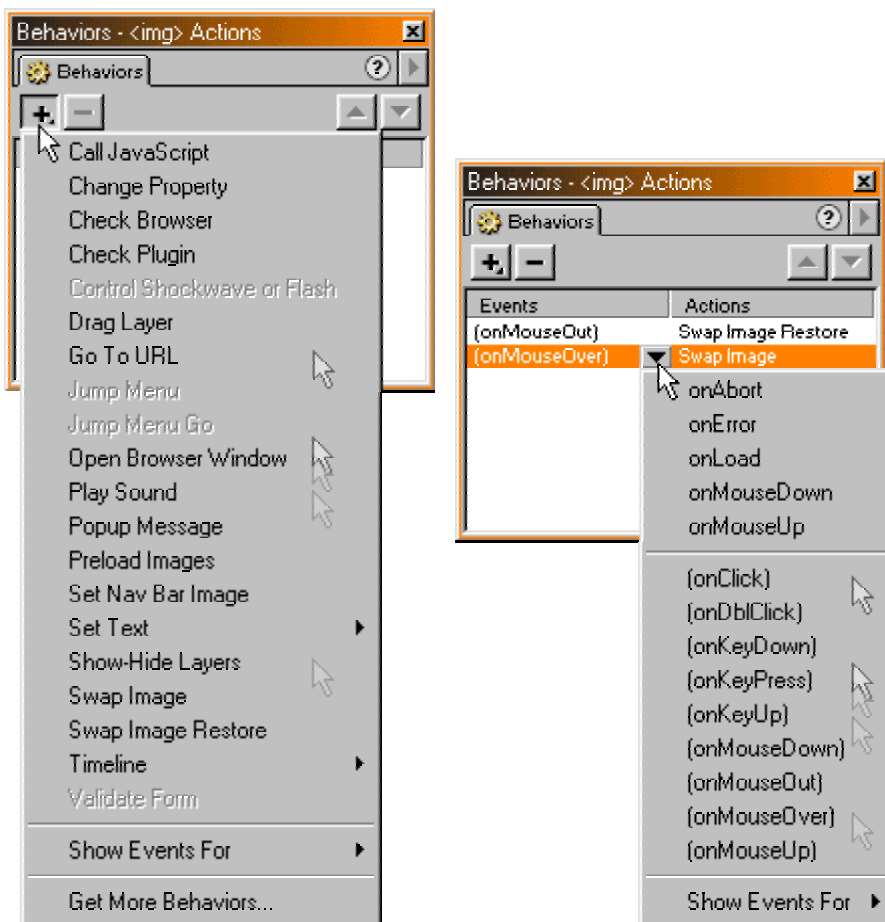 Behaviors - <img> Actions
Behaviors
Call JavaScript
Change Property
Check Browser
Check Plugin
Control Shockwave or Flash
Drag Layer
Go To URL
Jump Menu
Jump Menu Go
Open Browser Window
Play Sound
Popup Message
Preload Images
Set Nav Bar Image
Set Text
Show-Hide Layers
Swap Image
Swap Image Restore
Timeline
Validate Form
Show Events For
Get More Behaviors...
Behaviors - <img> Actions
Behaviors
Events Actions
(onMouseOut) Swap Image Restore
(onMouseOver) Swap Image
onAbort
onError
onLoad
onMouseDown
onMouseUp
(onClick)
(onDblClick)
(onKeyDown)
(onKeyPress)
(onKeyUp)
(onMouseDown)
(onMouseOut)
(onMouseOver)
(onMouseUp)
Show Events For